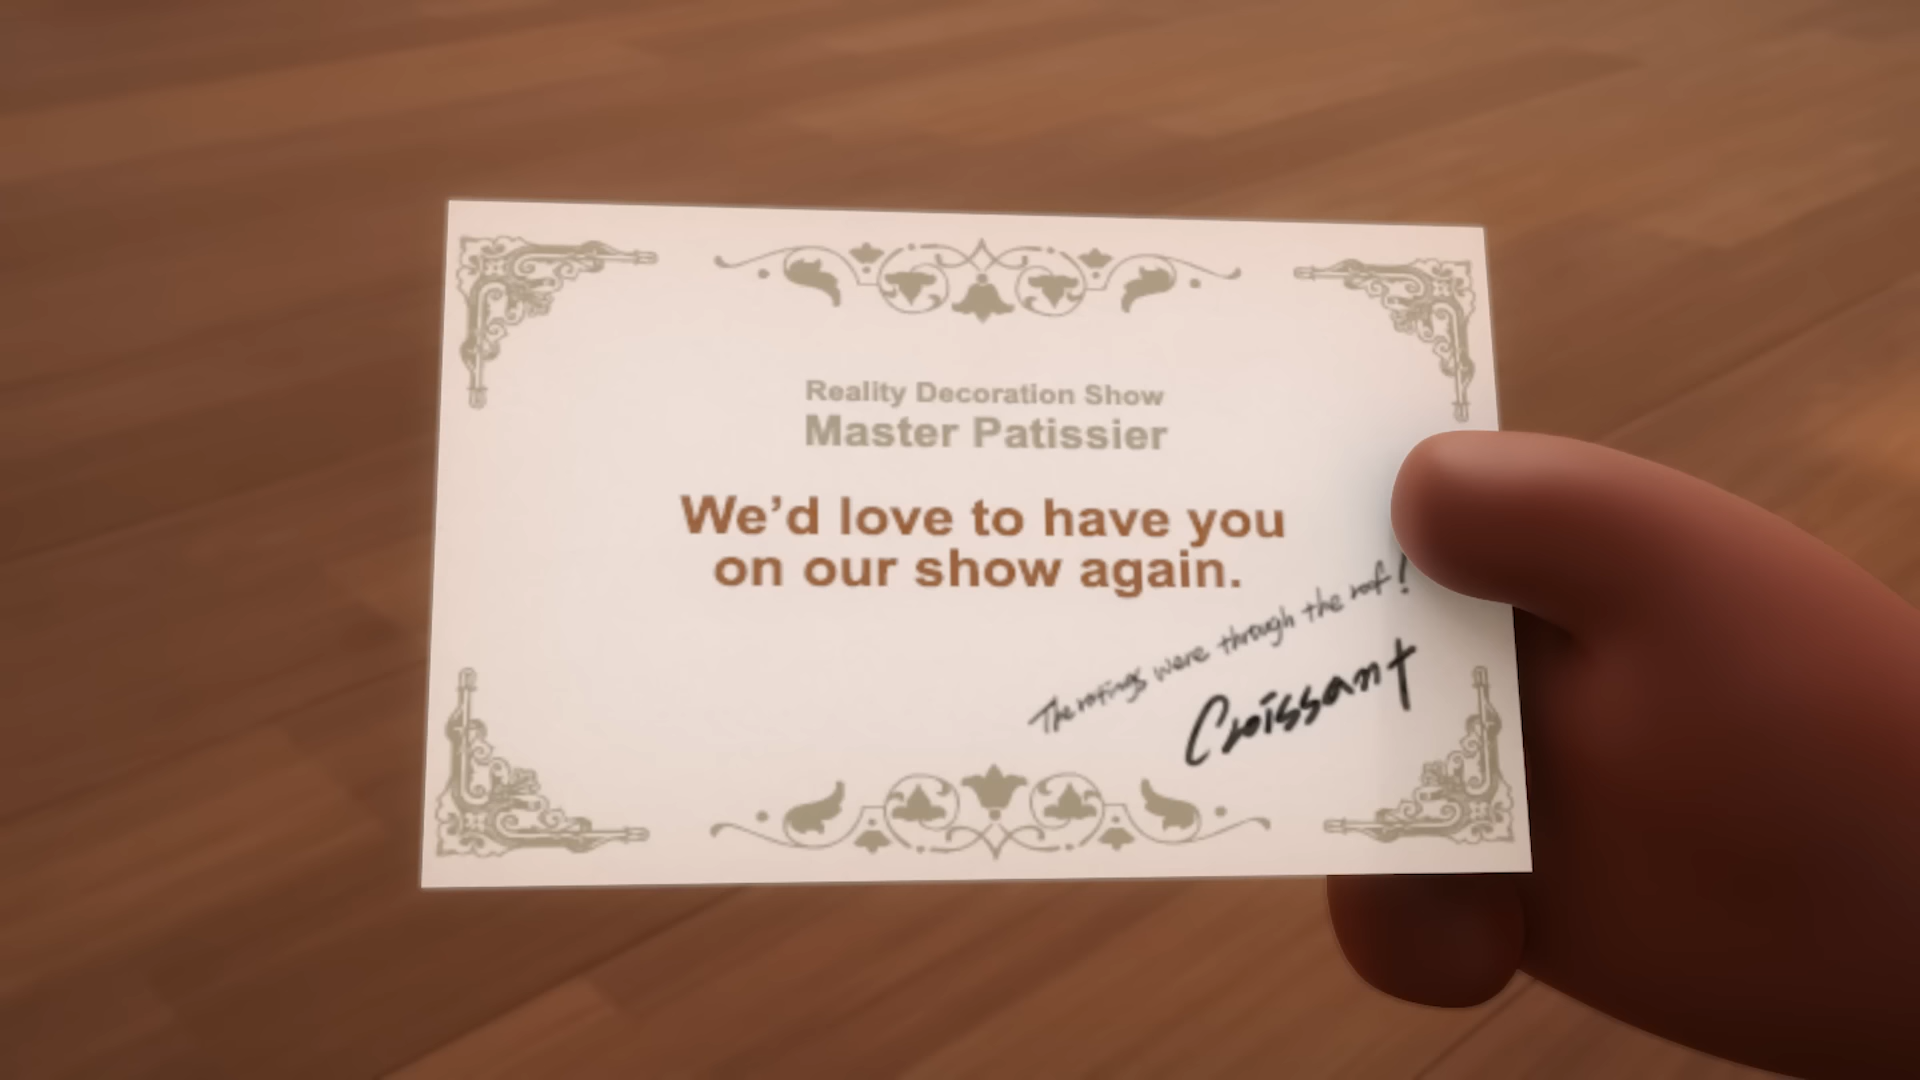 Reality Decoration Show
Master Patissier
We’d love to have you
on our show again.
The ratings were through the roof!
Croissant